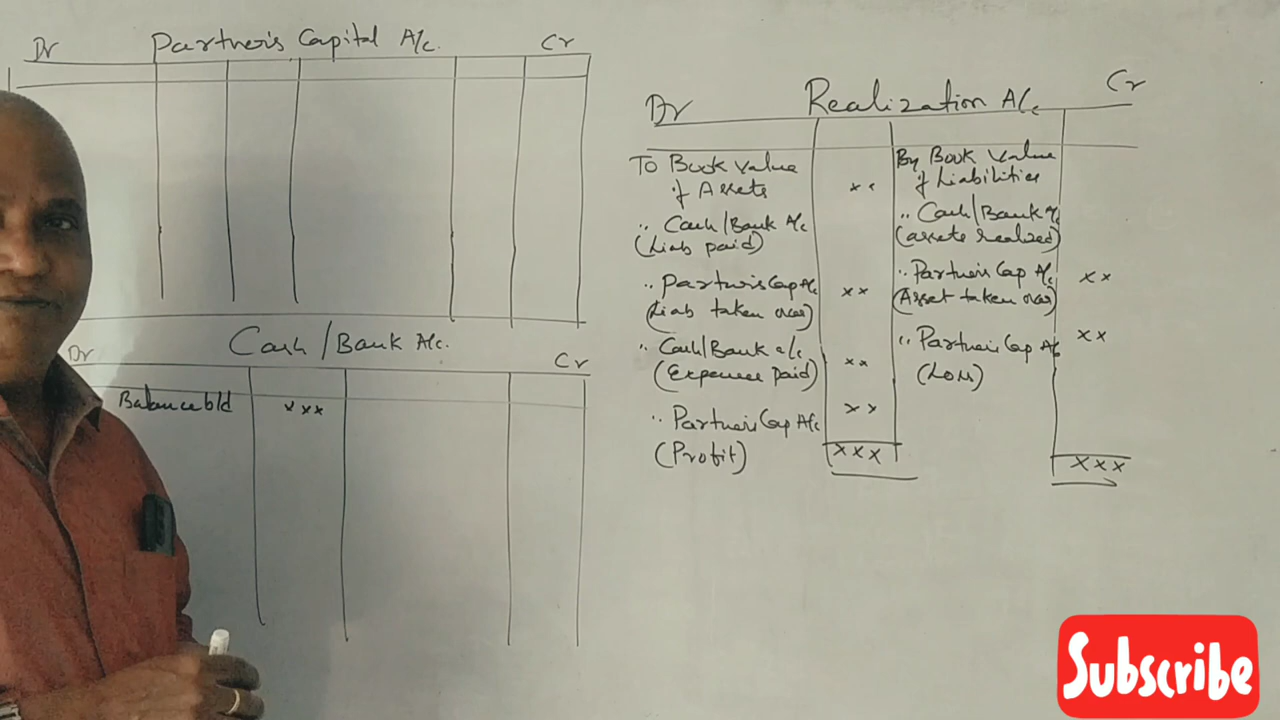 Dr Partner's Capital A/c. Cr
Dr Cash/Bank A/c. Cr
Balance b/d xxx
Dr Realization A/c Cr
To Book value
of Assets xx
" Cash/Bank A/c
(Liab paid)
" Partner's Cap A/c
(Liab taken over) xx
" Cash/Bank a/c
(Expense Paid) xx
" Partner's Cap A/c xx
(Profit) xxx
By Book value
of Liabilities
" Cash/Bank A/c
(assets realized)
" Partner's Cap A/c xx
(Asset taken over)
" Partner's Cap A/c xx
(Loss)
xxx
Subscribe